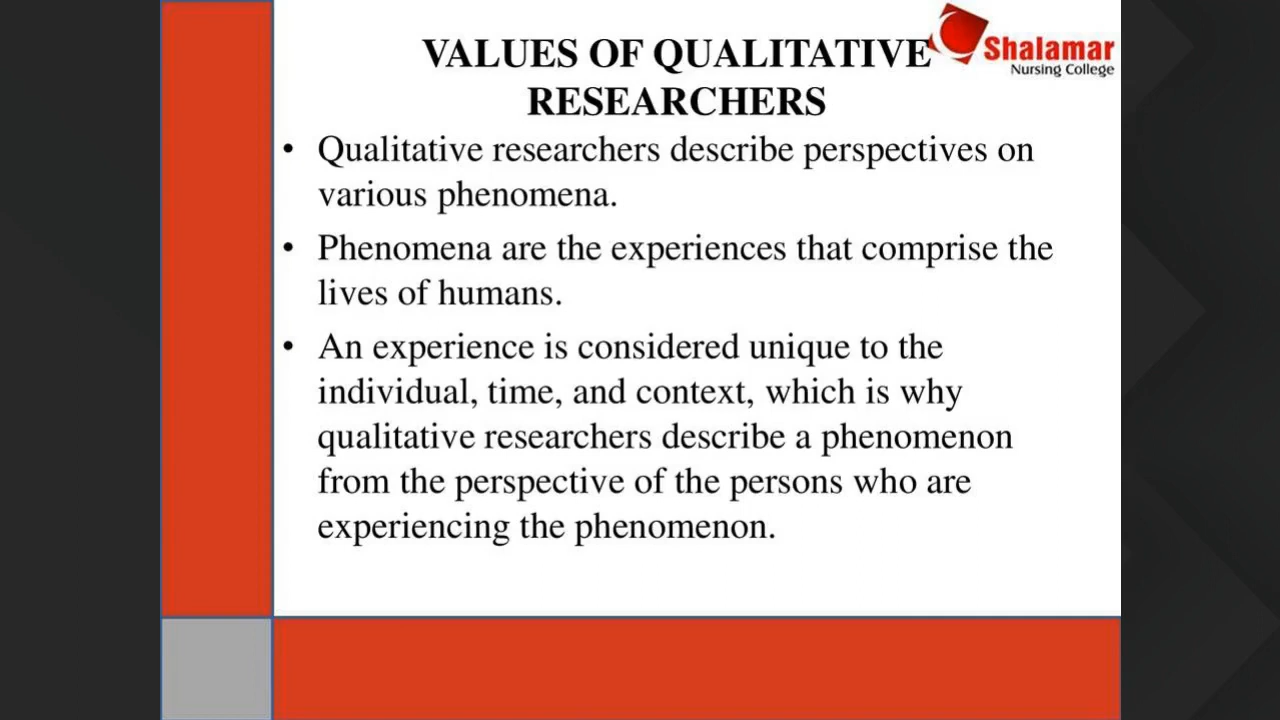 VALUES OF QUALITATIVE
RESEARCHERS
Shalamar
Nursing College
• Qualitative researchers describe perspectives on
various phenomena.
• Phenomena are the experiences that comprise the
lives of humans.
• An experience is considered unique to the
individual, time, and context, which is why
qualitative researchers describe a phenomenon
from the perspective of the persons who are
experiencing the phenomenon.